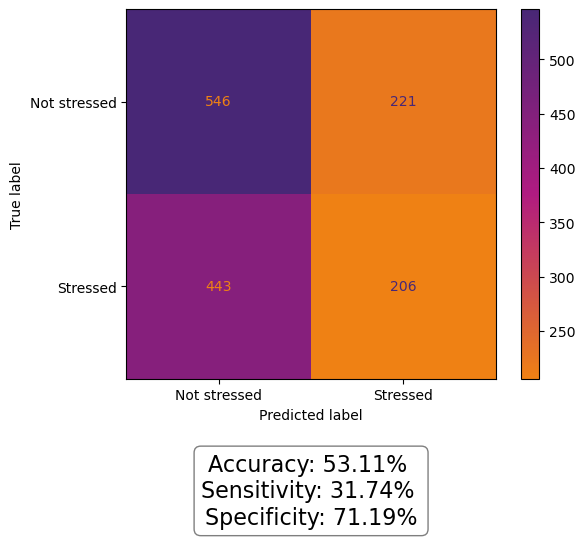 546
221
443
206
Not stressed
Stressed
True label
Not stressed
Stressed
Predicted label
500
450
400
350
300
250
Accuracy: 53.11%
Sensitivity: 31.74%
Specificity: 71.19%